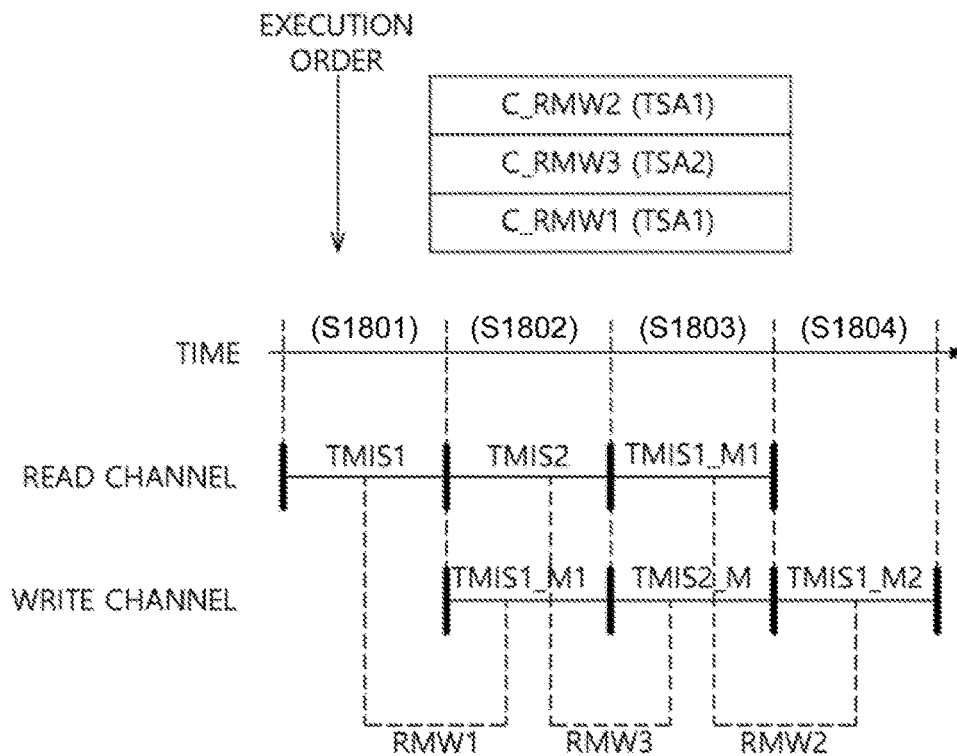 EXECUTION
ORDER
C_RMW2 (TSA1)
C_RMW3 (TSA2)
C_RMW1 (TSA1)
(S1801) (S1802) (S1803) (S1804)
TIME
TMIS1 TMIS2 TMIS1_M1
READ CHANNEL
TMIS1_M1 TMIS2_M TMIS1_M2
WRITE CHANNEL
RMW1 RMW3 RMW2